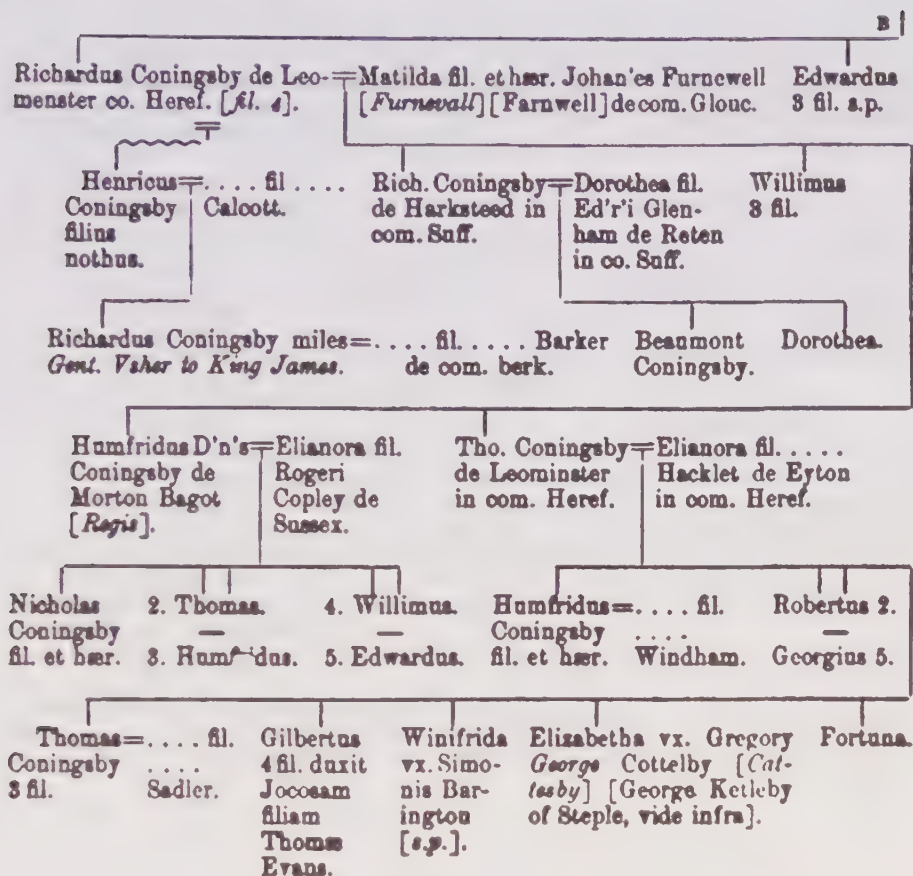 B
Richardus Coningsby de Leo-
menster co. Heref. [fil. 4].
Matilda fil. et hær. Johan'es Furnewell
[Furnevall] [Farnwell] de com. Glouc.
Edwardus
3 fil. s.p.
Henricus
Coningsby
filius
nothus.
.... fil ....
Calcott.
Rich. Coningsby
de Harksteed in
com. Suff.
Dorothea fil.
Ed'r'i Glen-
ham de Reten
in co. Suff.
Willimus
3 fil.
Richardus Coningsby miles=.... fil. .... Barker
Gent. Vsher to King James. de com. berk.
Beaumont
Coningsby.
Dorothea.
Humfridus D'n's
Coningsby de
Morton Bagot
[Regis].
Elianora fil.
Rogeri
Copley de
Sussex.
Tho. Coningsby
de Leominster
in com. Heref.
Elianora fil. ....
Hacklet de Eyton
in com. Heref.
Nicholas
Coningsby
fil. et hær.
2. Thomas.
—
3. Humf dus.
4. Willimus.
—
5. Edwardus.
Humfridus=.... fil.
Coningsby ....
fil. et hær. Windham.
Robertus 2.
—
Georgius 5.
Thomas=.... fil.
Coningsby ....
3 fil. Sadler.
Gilbertus
4 fil. duxit
Jocosam
filiam
Thomæ
Evans.
Winifrida
vx. Simo-
nis Bar-
ington
[s.p.].
Elizabetha vx. Gregory
George Cottelby [Cat-
tesby] [George Ketleby
of Steple, vide infra].
Fortuna.